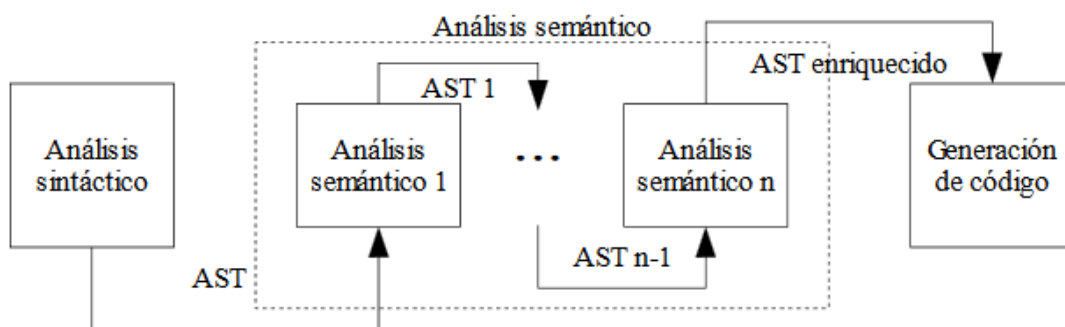 Análisis semántico
AST enriquecido
AST 1
Análisis
sintáctico
Análisis
semántico 1
...
Análisis
semántico n
Generación
de código
AST n-1
AST